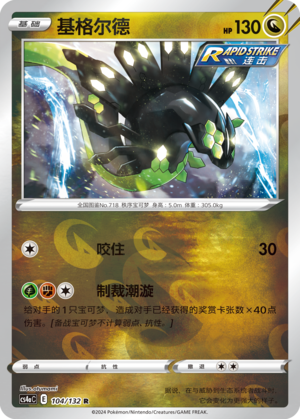 基础 基格尔德 HP 130
RAPID STRIKE
连击
全国图鉴No.718 秩序宝可梦 身高:5.0m 体重:305.0kg
咬住 30
制裁潮漩
给对手的1只宝可梦,造成对手已经获得的奖赏卡张数×40点
伤害。[备战宝可梦不计算弱点、抗性。]
弱点 抗性 撤退
CS4aC E 104/132 R
©2024 Pokémon/Nintendo/Creatures/GAME FREAK.